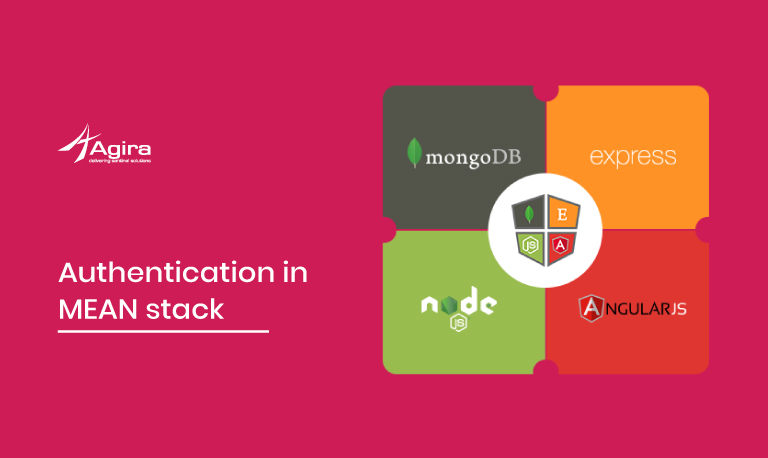 Agira
delivering sentinel solutions
Authentication in
MEAN stack
mongoDB
express
E
JS
A
node
JS
ANGULARJS